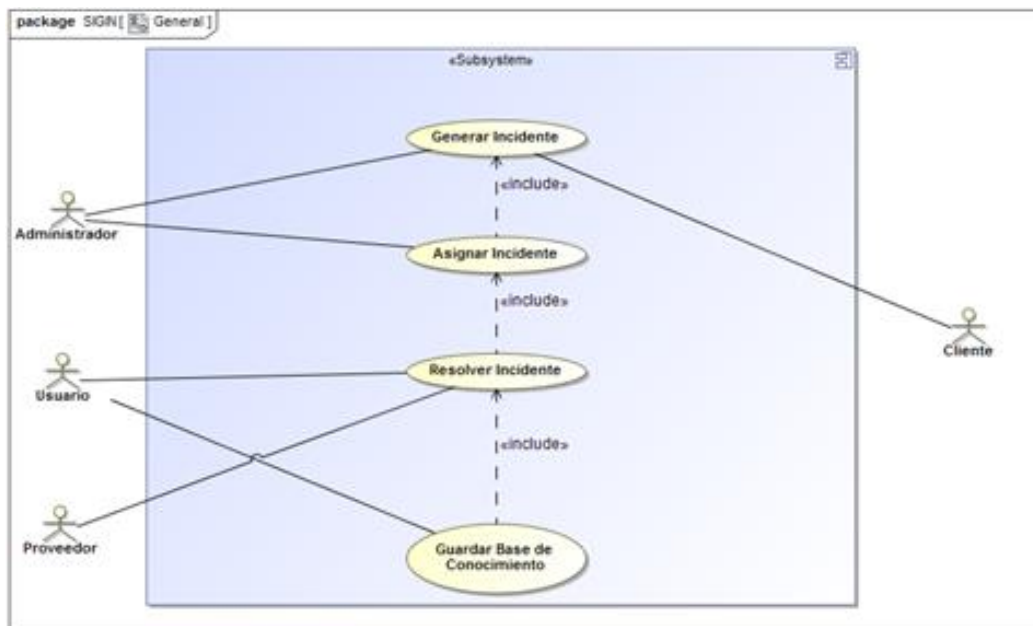 package SIGIN [ General ]
«Subsystem»
Generar Incidente
«include»
Administrador
Asignar Incidente
«include»
Cliente
Resolver Incidente
Usuario
«include»
Proveedor
Guardar Base de
Conocimiento